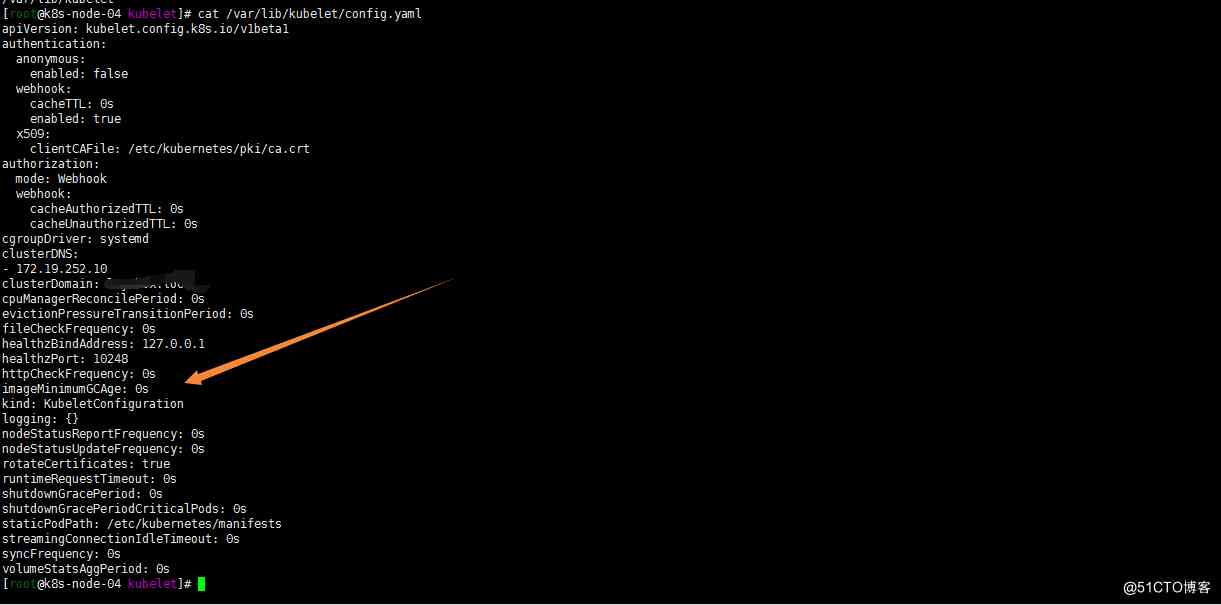 /var/lib/kubelet
[root@k8s-node-04 kubelet]# cat /var/lib/kubelet/config.yaml
apiVersion: kubelet.config.k8s.io/v1beta1
authentication:
  anonymous:
    enabled: false
  webhook:
    cacheTTL: 0s
    enabled: true
  x509:
    clientCAFile: /etc/kubernetes/pki/ca.crt
authorization:
  mode: Webhook
  webhook:
    cacheAuthorizedTTL: 0s
    cacheUnauthorizedTTL: 0s
cgroupDriver: systemd
clusterDNS:
- 172.19.252.10
clusterDomain:
cpuManagerReconcilePeriod: 0s
evictionPressureTransitionPeriod: 0s
fileCheckFrequency: 0s
healthzBindAddress: 127.0.0.1
healthzPort: 10248
httpCheckFrequency: 0s
imageMinimumGCAge: 0s
kind: KubeletConfiguration
logging: {}
nodeStatusReportFrequency: 0s
nodeStatusUpdateFrequency: 0s
rotateCertificates: true
runtimeRequestTimeout: 0s
shutdownGracePeriod: 0s
shutdownGracePeriodCriticalPods: 0s
staticPodPath: /etc/kubernetes/manifests
streamingConnectionIdleTimeout: 0s
syncFrequency: 0s
volumeStatsAggPeriod: 0s
[root@k8s-node-04 kubelet]#
@51CTO博客